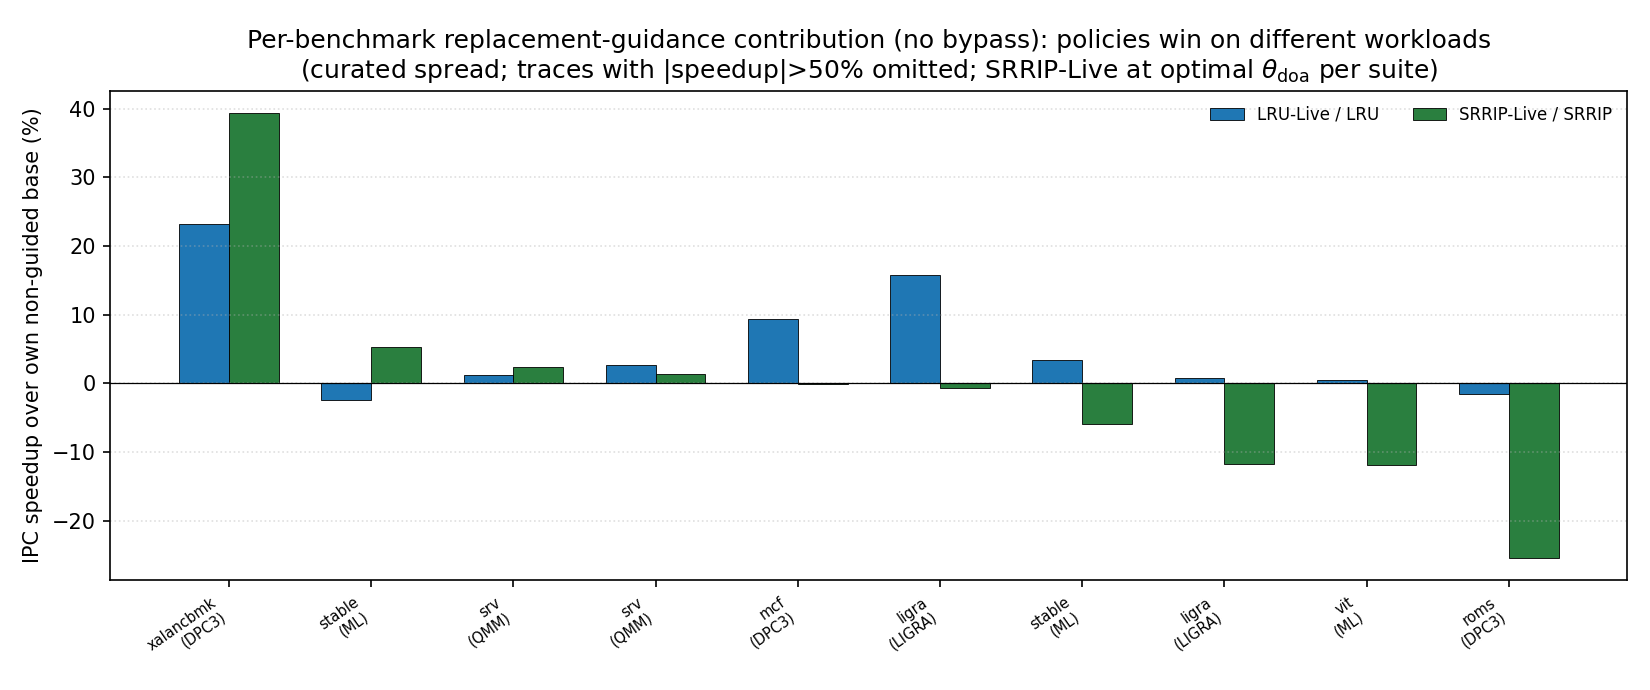 Per-benchmark replacement-guidance contribution (no bypass): policies win on different workloads
(curated spread; traces with |speedup|>50% omitted; SRRIP-Live at optimal θ_doa per suite)
LRU-Live / LRU
SRRIP-Live / SRRIP
IPC speedup over own non-guided base (%)
40
30
20
10
0
−10
−20
xalancbmk
(DPC3)
stable
(ML)
srv
(QMM)
srv
(QMM)
mcf
(DPC3)
ligra
(LIGRA)
stable
(ML)
ligra
(LIGRA)
vit
(ML)
roms
(DPC3)